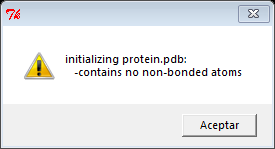 initializing protein.pdb:
-contains no non-bonded atoms
Aceptar